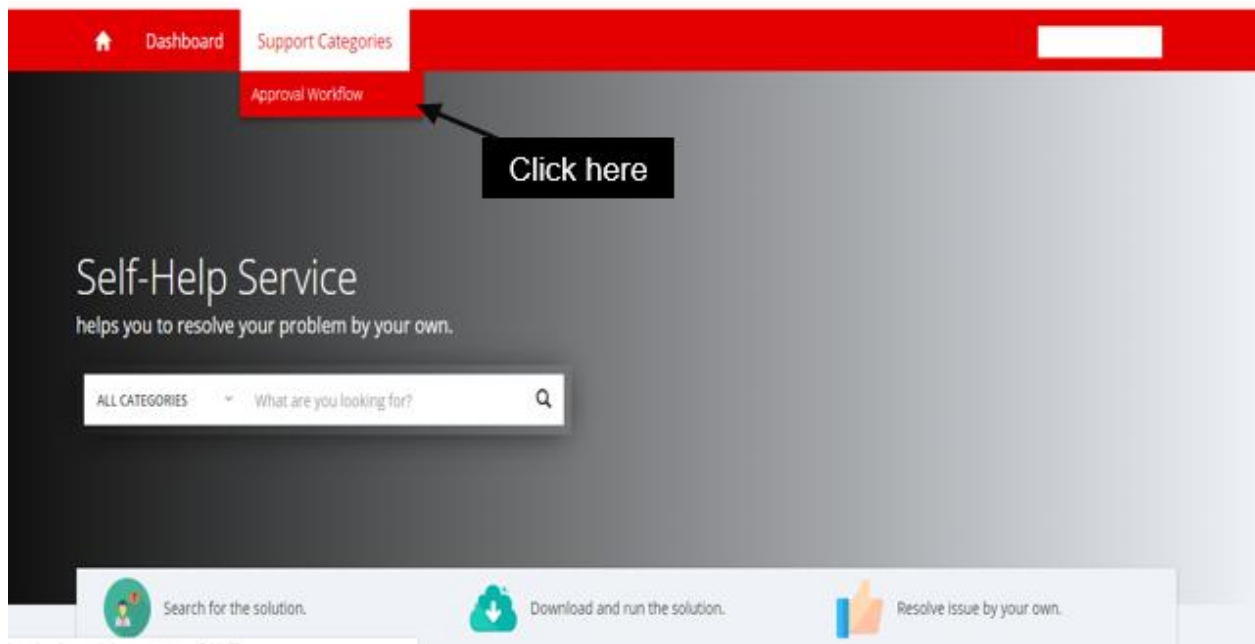 Dashboard Support Categories
Approval Workflow
Click here
Self-Help Service
helps you to resolve your problem by your own.
ALL CATEGORIES What are you looking for?
Search for the solution. Download and run the solution. Resolve issue by your own.